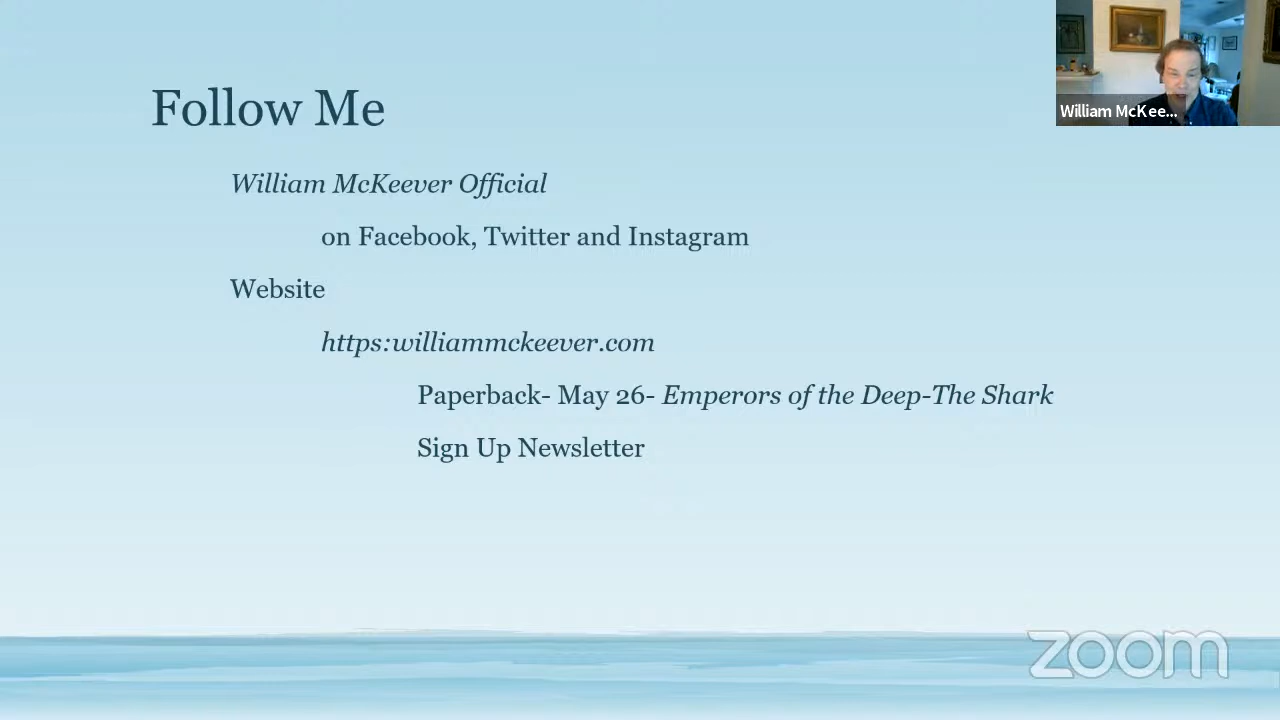 Follow Me
William McKee...
William McKeever Official
on Facebook, Twitter and Instagram
Website
https:williammckeever.com
Paperback- May 26- Emperors of the Deep-The Shark
Sign Up Newsletter
zoom